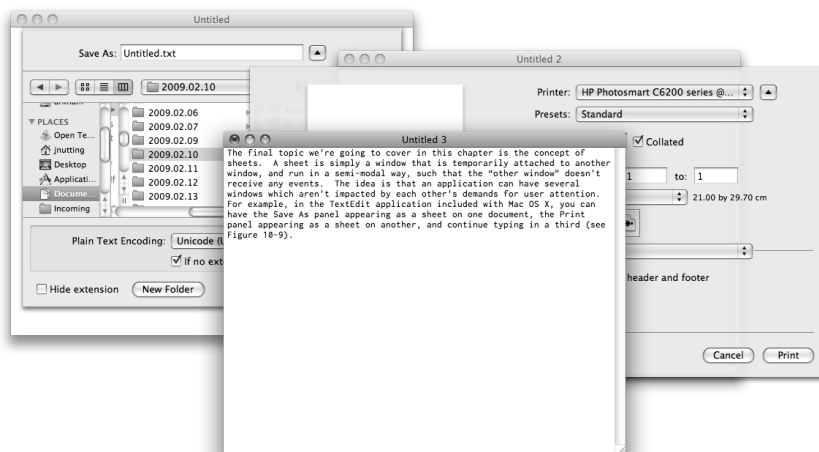 Untitled
Save As: Untitled.txt
2009.02.10
2009.02.06
PLACES
2009.02.07
Open Te...
2009.02.09
jnutting
2009.02.10
Desktop
2009.02.11
Applicati...
2009.02.12
Docume...
2009.02.13
Incoming
Plain Text Encoding: Unicode (U
If no ext
Hide extension
New Folder
Untitled 2
Printer: HP Photosmart C6200 series @...
Presets: Standard
Collated
1 to: 1
21.00 by 29.70 cm
header and footer
Cancel
Print
Untitled 3
The final topic we're going to cover in this chapter is the concept of
sheets. A sheet is simply a window that is temporarily attached to another
window, and run in a semi-modal way, such that the “other window” doesn't
receive any events. The idea is that an application can have several
windows which aren't impacted by each other's demands for user attention.
For example, in the TextEdit application included with Mac OS X, you can
have the Save As panel appearing as a sheet on one document, the Print
panel appearing as a sheet on another, and continue typing in a third (see
Figure 10-9).